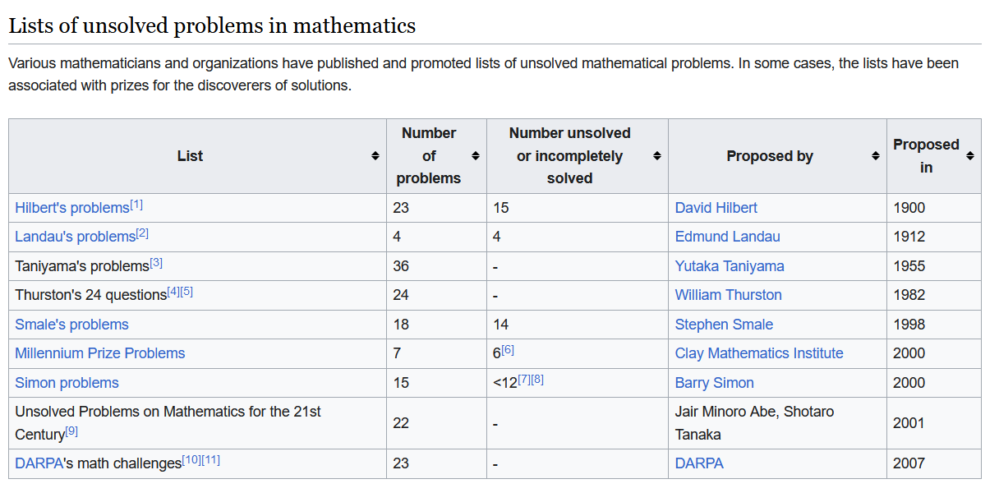 Lists of unsolved problems in mathematics
Various mathematicians and organizations have published and promoted lists of unsolved mathematical problems. In some cases, the lists have been
associated with prizes for the discoverers of solutions.
List
Number
of
problems
Number unsolved
or incompletely
solved
Proposed by
Proposed
in
Hilbert's problems[1] 23 15 David Hilbert 1900
Landau's problems[2] 4 4 Edmund Landau 1912
Taniyama's problems[3] 36 - Yutaka Taniyama 1955
Thurston's 24 questions[4][5] 24 - William Thurston 1982
Smale's problems 18 14 Stephen Smale 1998
Millennium Prize Problems 7 6[6] Clay Mathematics Institute 2000
Simon problems 15 <12[7][8] Barry Simon 2000
Unsolved Problems on Mathematics for the 21st
Century[9]
22
-
Jair Minoro Abe, Shotaro
Tanaka
2001
DARPA's math challenges[10][11] 23 - DARPA 2007